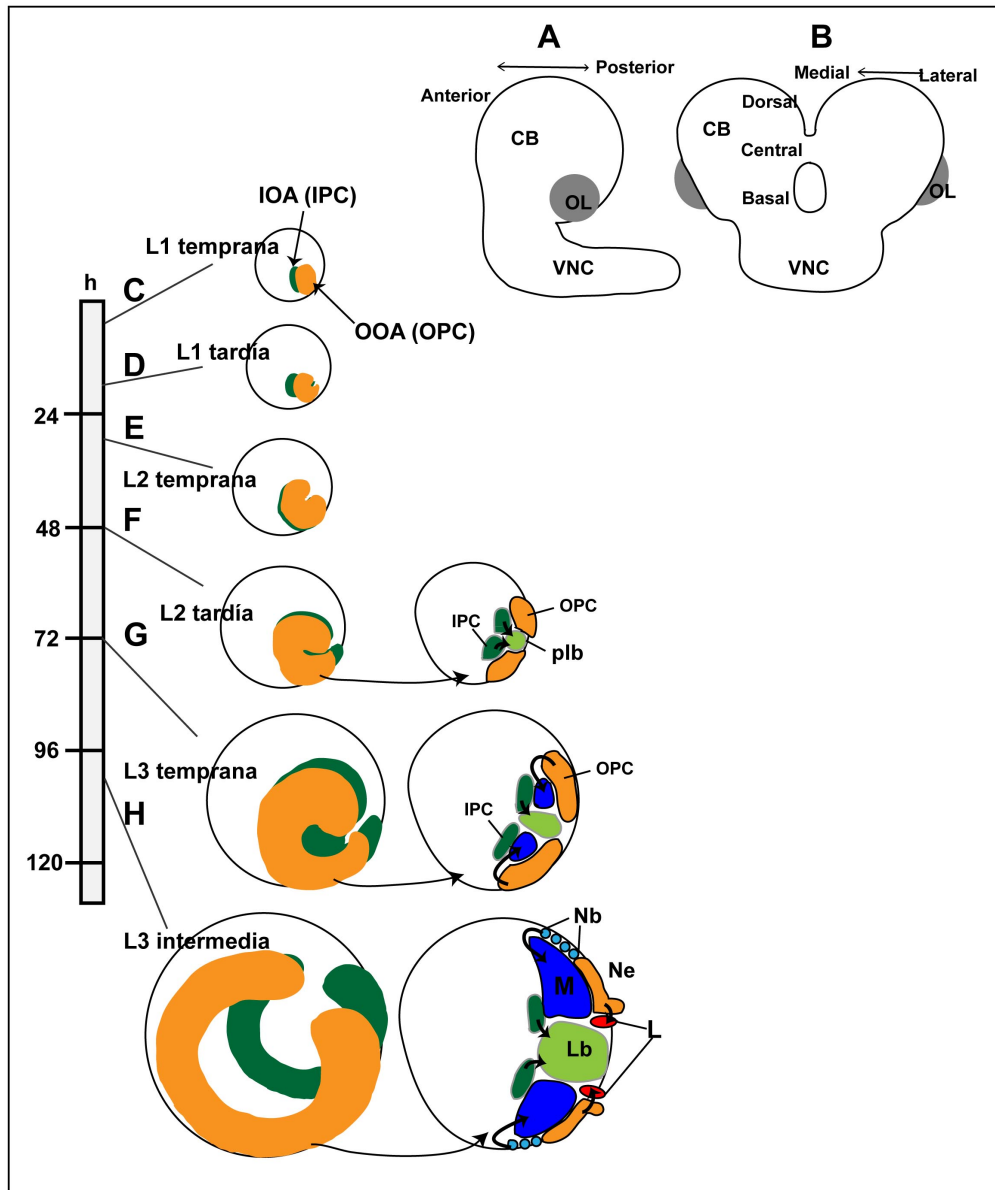 A
B
Posterior
Medial
Lateral
Anterior
Dorsal
CB
CB
Central
OL
Basal
OL
VNC
VNC
IOA (IPC)
L1 temprana
h
C
OOA (OPC)
L1 tardía
D
24
E
L2 temprana
F
48
L2 tardía
OPC
IPC
plb
G
72
96
L3 temprana
OPC
IPC
H
120
L3 intermedia
Nb
Ne
M
L
Lb